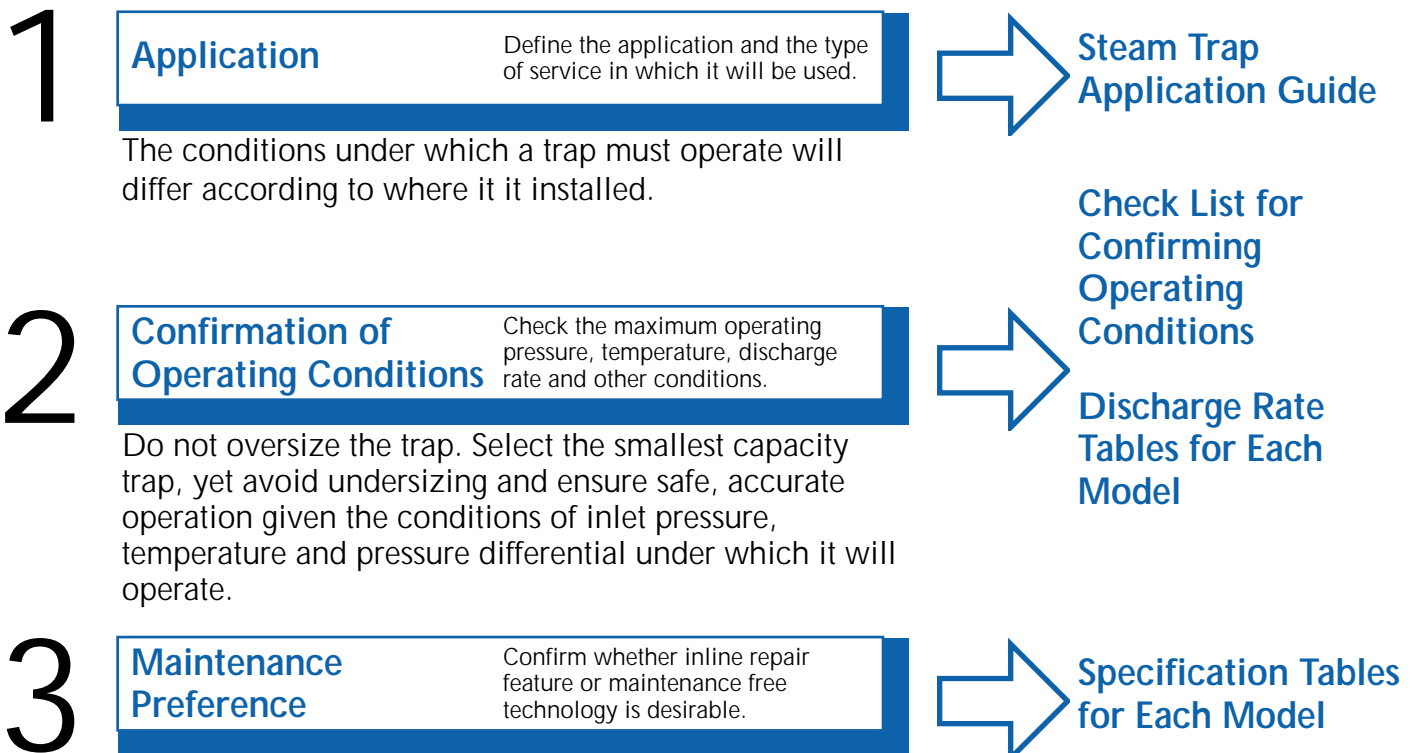 1
Application
Define the application and the type
of service in which it will be used.
Steam Trap
Application Guide
The conditions under which a trap must operate will
differ according to where it it installed.
2
Confirmation of
Operating Conditions
Check the maximum operating
pressure, temperature, discharge
rate and other conditions.
Check List for
Confirming
Operating
Conditions
Discharge Rate
Tables for Each
Model
Do not oversize the trap. Select the smallest capacity
trap, yet avoid undersizing and ensure safe, accurate
operation given the conditions of inlet pressure,
temperature and pressure differential under which it will
operate.
3
Maintenance
Preference
Confirm whether inline repair
feature or maintenance free
technology is desirable.
Specification Tables
for Each Model